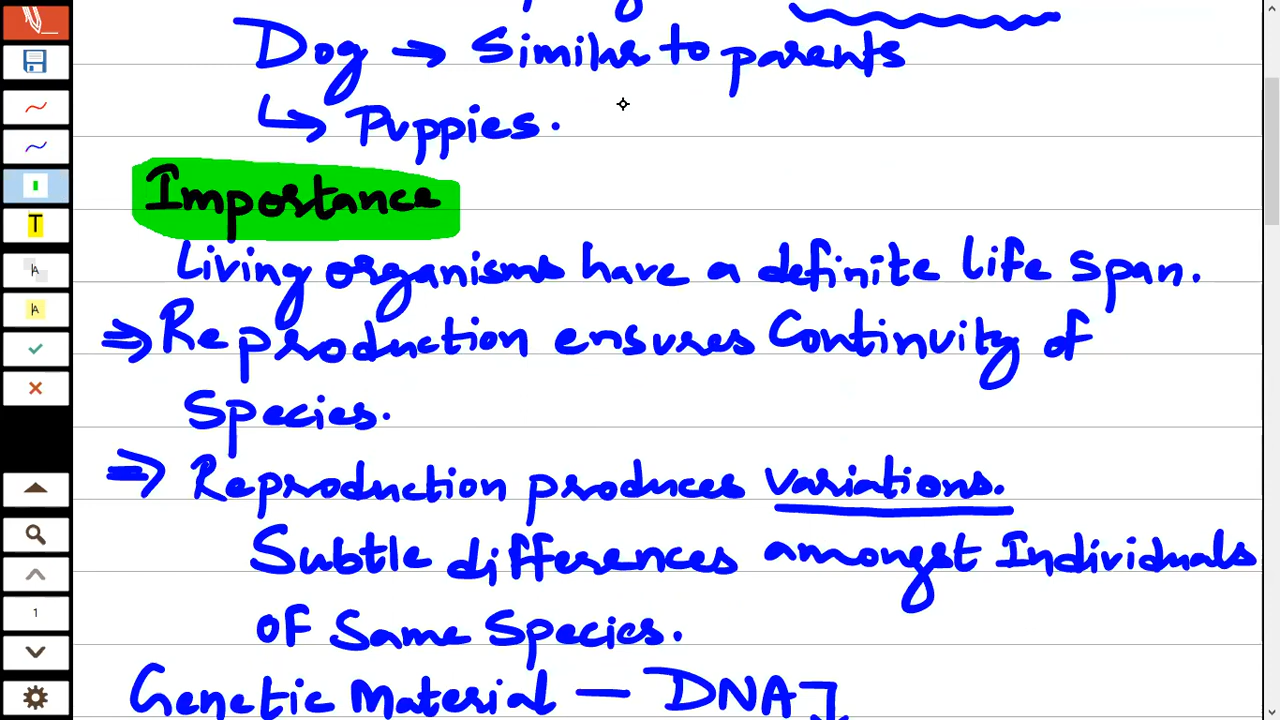 Dog → Similar to parents
↳ Puppies.
Importance
Living organisms have a definite life span.
⇒ Reproduction ensures Continuity of
Species.
⇒ Reproduction produces variations.
Subtle differences amongst Individuals
of Same Species.
Genetic Material — DNA
1